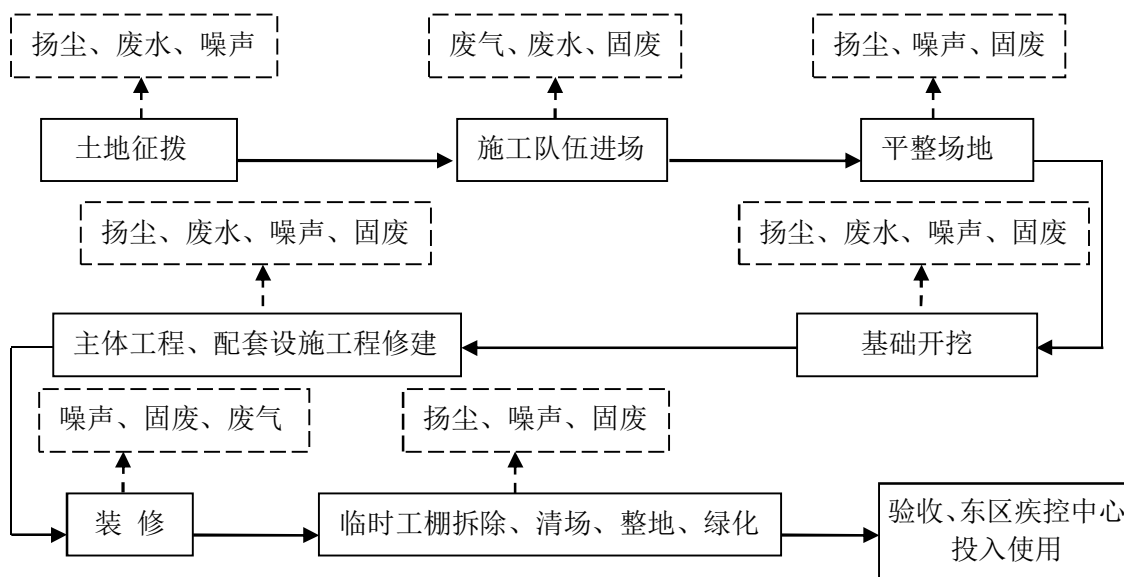 扬尘、废水、噪声
废气、废水、固废
扬尘、噪声、固废
土地征拨
施工队伍进场
平整场地
扬尘、废水、噪声、固废
扬尘、废水、噪声、固废
主体工程、配套设施工程修建
基础开挖
噪声、固废、废气
扬尘、噪声、固废
装 修
临时工棚拆除、清场、整地、绿化
验收、东区疾控中心
投入使用